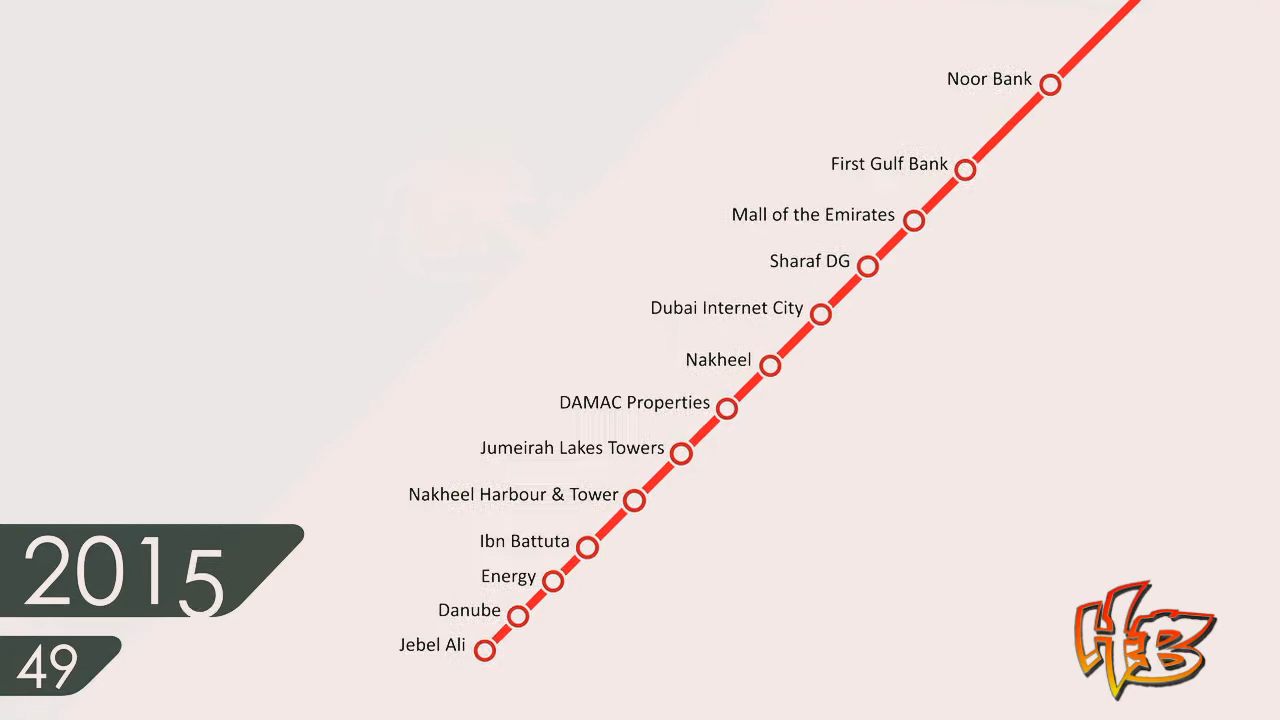 Noor Bank
First Gulf Bank
Mall of the Emirates
Sharaf DG
Dubai Internet City
Nakheel
DAMAC Properties
Jumeirah Lakes Towers
Nakheel Harbour & Tower
Ibn Battuta
Energy
Danube
Jebel Ali
2015
49
HB